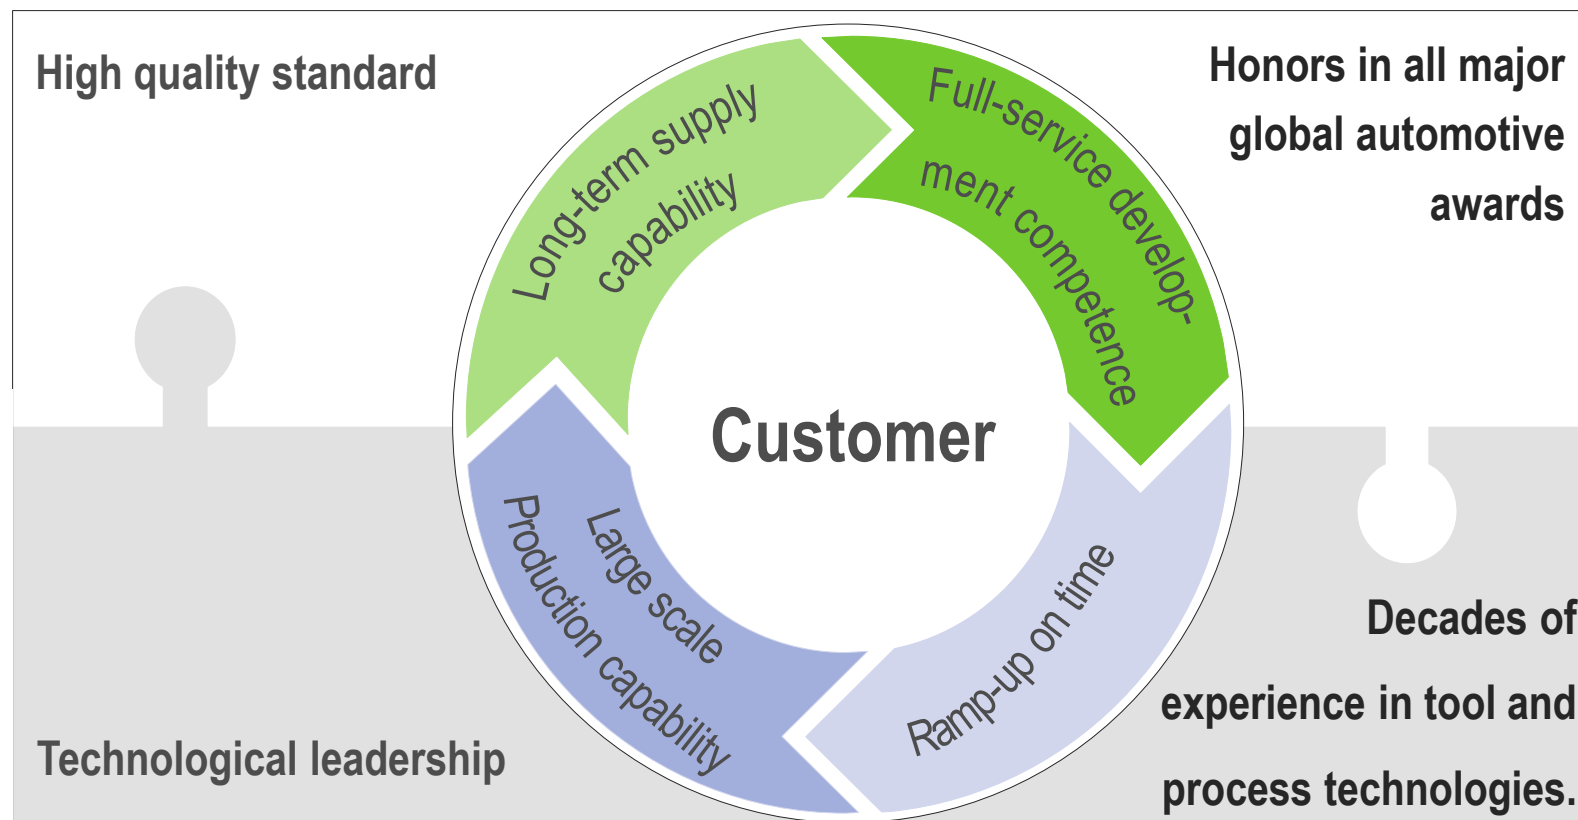 High quality standard
Honors in all major
global automotive
awards
Long-term supply
capability
Full-service develop-
ment competence
Customer
Large scale
Production capability
Ramp-up on time
Technological leadership
Decades of
experience in tool and
process technologies.